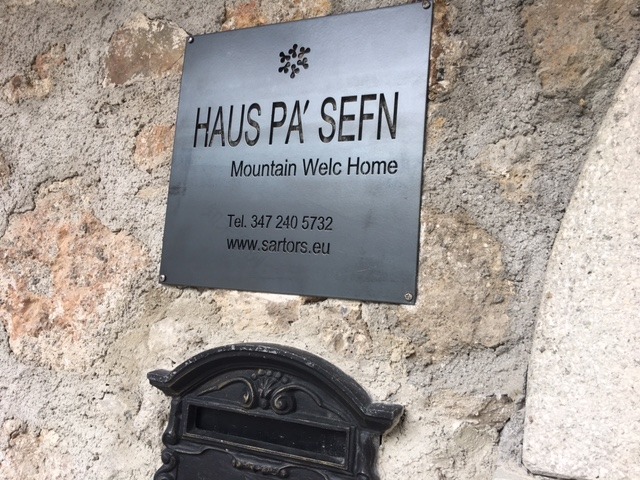 HAUS PA' SEFN
Mountain Welc Home
Tel. 347 240 5732
www.sartors.eu